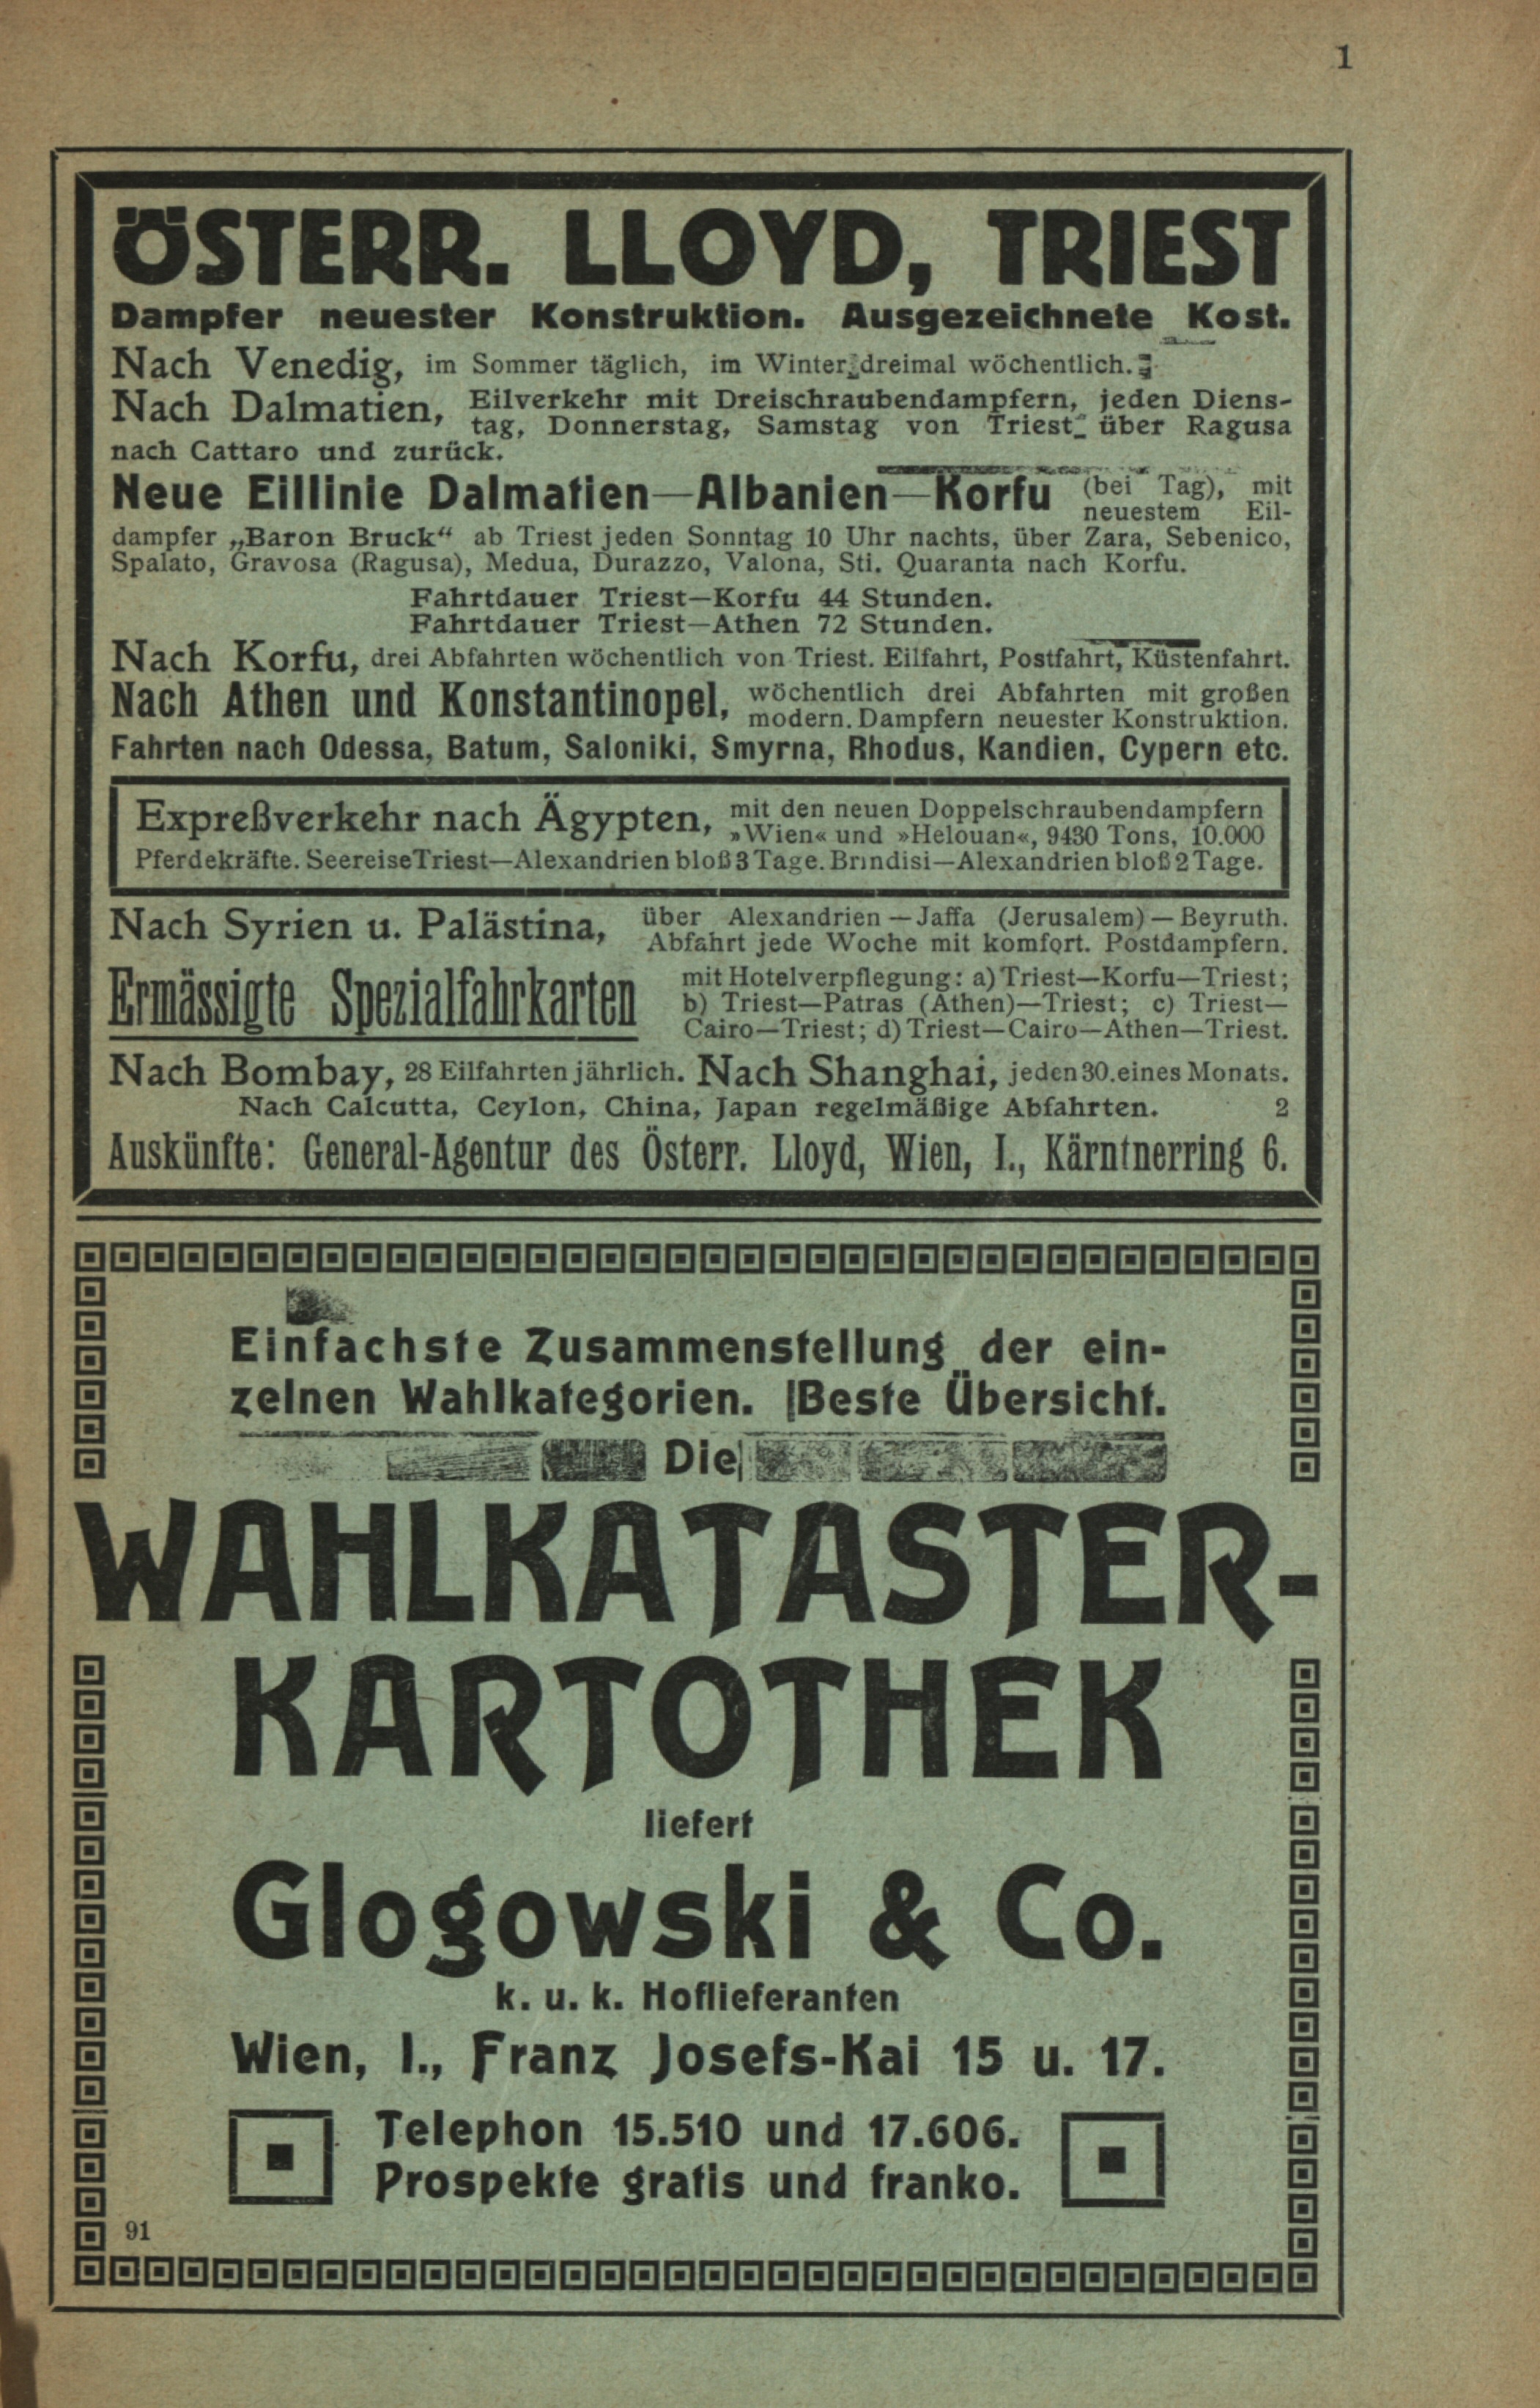 1
ÖSTERR. LLOYD, TRIEST
Dampfer neuester Konstruktion. Ausgezeichnete Kost.
Nach Venedig, im Sommer täglich, im Winter dreimal wöchentlich.
Nach Dalmatien, Eilverkehr mit Dreischraubendampfern, jeden Diens-
tag, Donnerstag, Samstag von Triest über Ragusa
nach Cattaro und zurück.
Neue Eillinie Dalmatien—Albanien—Korfu (bei Tag), mit
neuestem Eil-
dampfer „Baron Bruck“ ab Triest jeden Sonntag 10 Uhr nachts, über Zara, Sebenico,
Spalato, Gravosa (Ragusa), Medua, Durazzo, Valona, Sti. Quaranta nach Korfu.
Fahrtdauer Triest—Korfu 44 Stunden.
Fahrtdauer Triest—Athen 72 Stunden.
Nach Korfu, drei Abfahrten wöchentlich von Triest. Eilfahrt, Postfahrt, Küstenfahrt.
Nach Athen und Konstantinopel, wöchentlich drei Abfahrten mit großen
modern. Dampfern neuester Konstruktion.
Fahrten nach Odessa, Batum, Saloniki, Smyrna, Rhodus, Kandien, Cypern etc.
Expreßverkehr nach Ägypten, mit den neuen Doppelschraubendampfern
»Wien« und »Helouan«, 9430 Tons, 10.000
Pferdekräfte. Seereise Triest—Alexandrien bloß 3 Tage. Brindisi—Alexandrien bloß 2 Tage.
Nach Syrien u. Palästina, über Alexandrien — Jaffa (Jerusalem) — Beyruth.
Abfahrt jede Woche mit komfort. Postdampfern.
Ermässigte Spezialfahrkarten mit Hotelverpflegung: a) Triest—Korfu—Triest;
b) Triest—Patras (Athen)—Triest; c) Triest—
Cairo—Triest; d) Triest—Cairo—Athen—Triest.
Nach Bombay, 28 Eilfahrten jährlich. Nach Shanghai, jeden 30. eines Monats.
Nach Calcutta, Ceylon, China, Japan regelmäßige Abfahrten. 2
Auskünfte: General-Agentur des Österr. Lloyd, Wien, I., Kärntnerring 6.
Einfachste Zusammenstellung der ein-
zelnen Wahlkategorien. Beste Übersicht.
Die
WAHLKATASTER-
KARTOTHEK
liefert
Glogowski & Co.
k. u. k. Hoflieferanten
Wien, I., Franz Josefs-Kai 15 u. 17.
Telephon 15.510 und 17.606.
Prospekte gratis und franko.
91